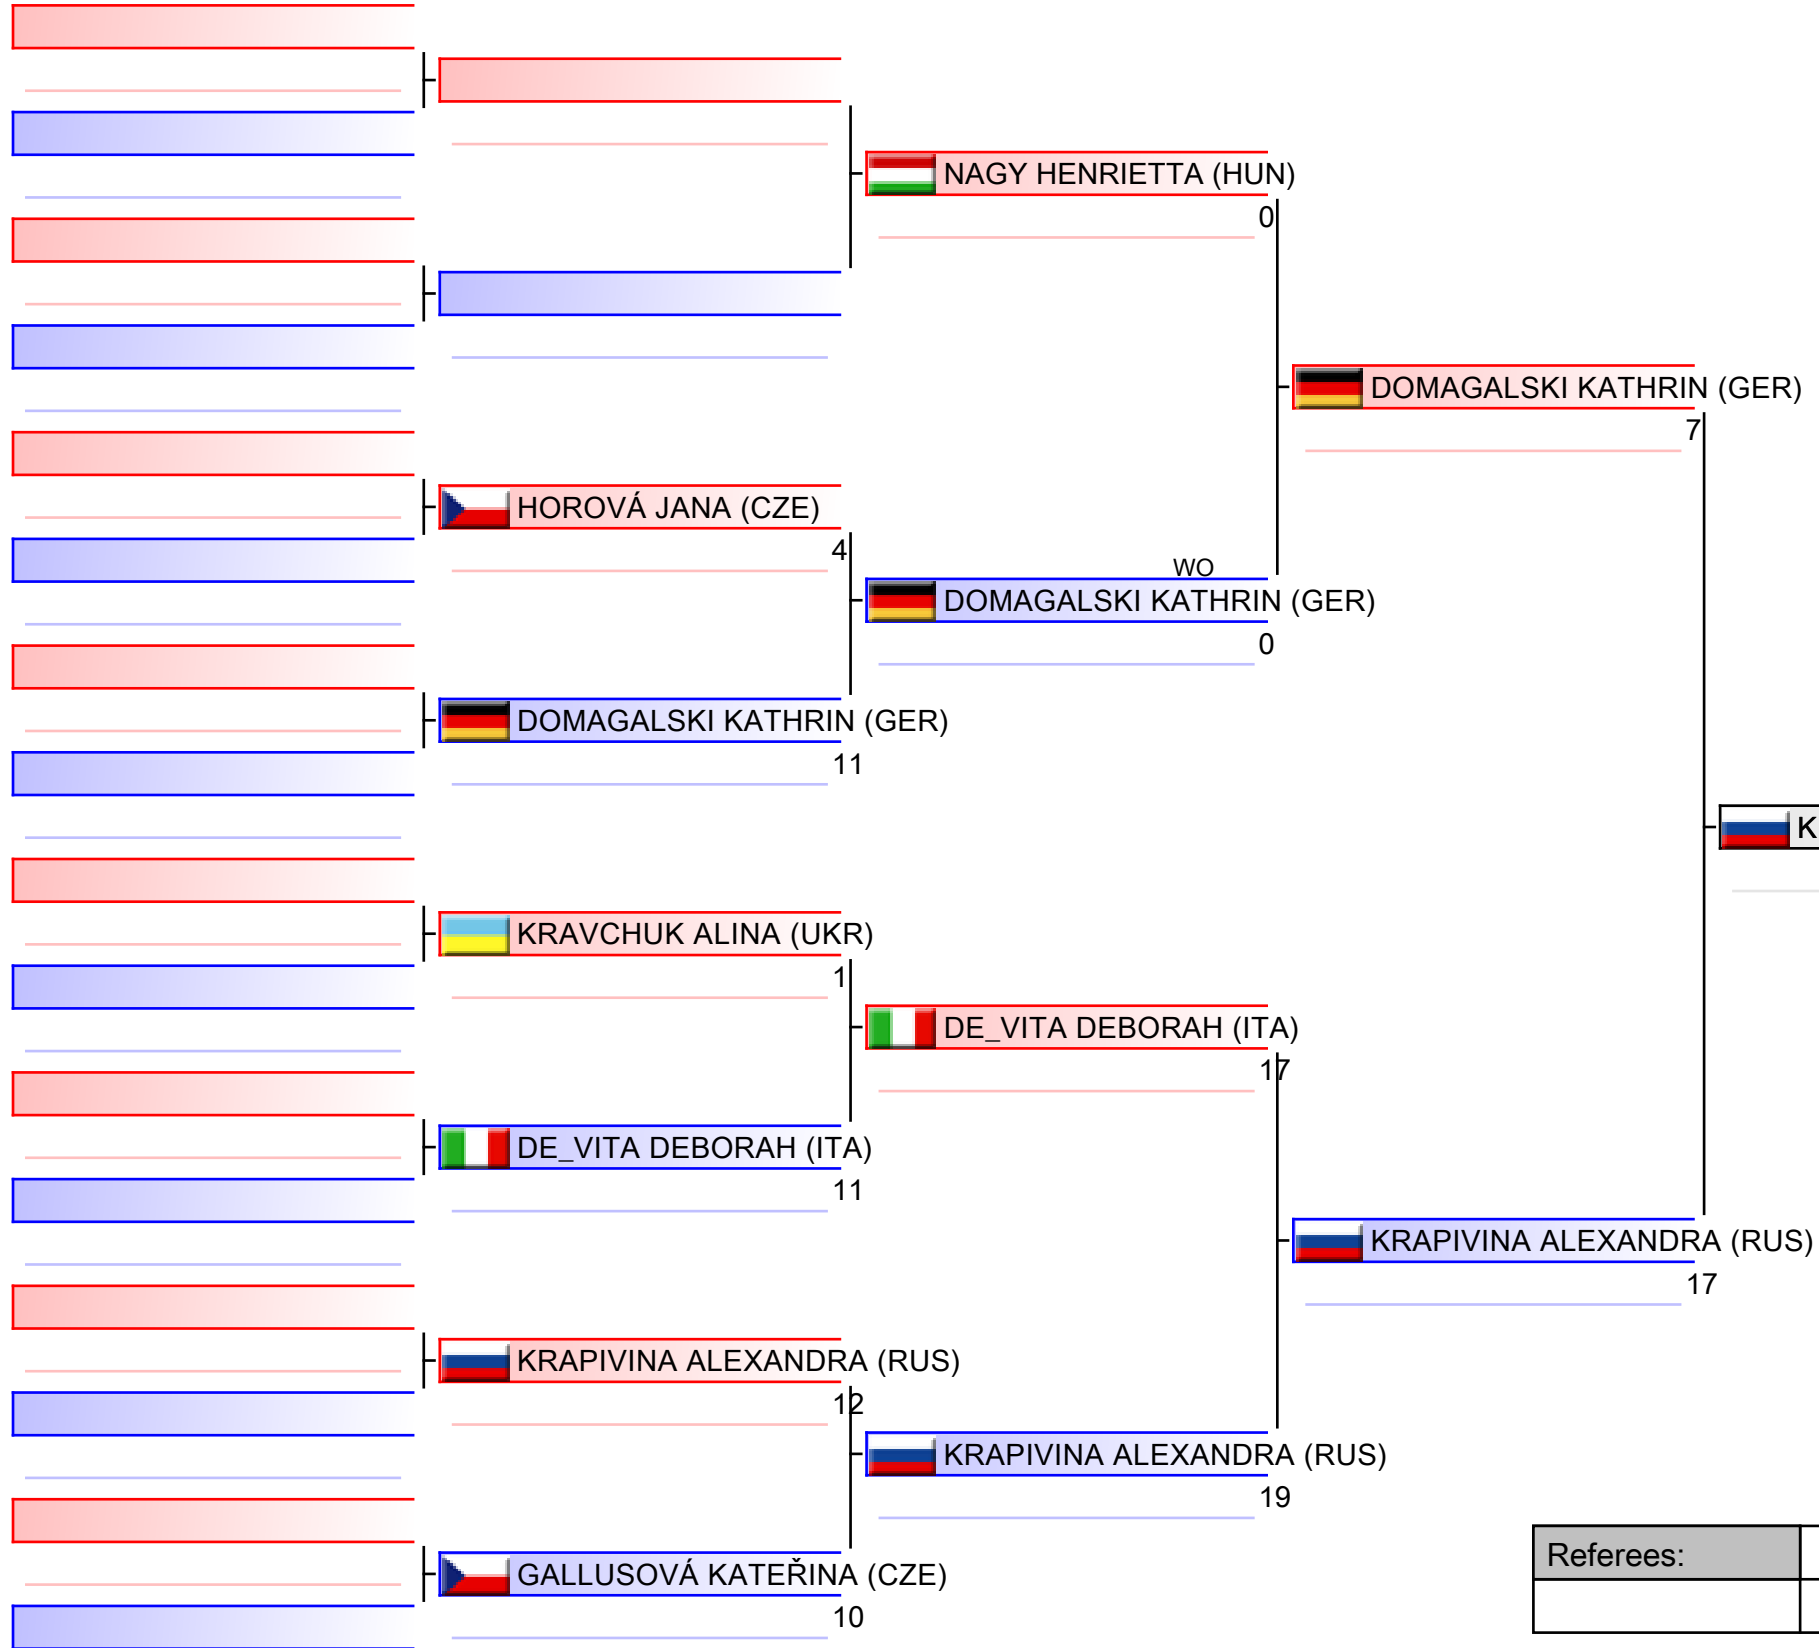 NAGY HENRIETTA (HUN)
0
DOMAGALSKI KATHRIN (GER)
7
HOROVÁ JANA (CZE)
4
WO
DOMAGALSKI KATHRIN (GER)
0
DOMAGALSKI KATHRIN (GER)
11
K
KRAVCHUK ALINA (UKR)
1
DE_VITA DEBORAH (ITA)
17
DE_VITA DEBORAH (ITA)
11
KRAPIVINA ALEXANDRA (RUS)
17
KRAPIVINA ALEXANDRA (RUS)
12
KRAPIVINA ALEXANDRA (RUS)
19
GALLUSOVÁ KATEŘINA (CZE)
10
Referees: